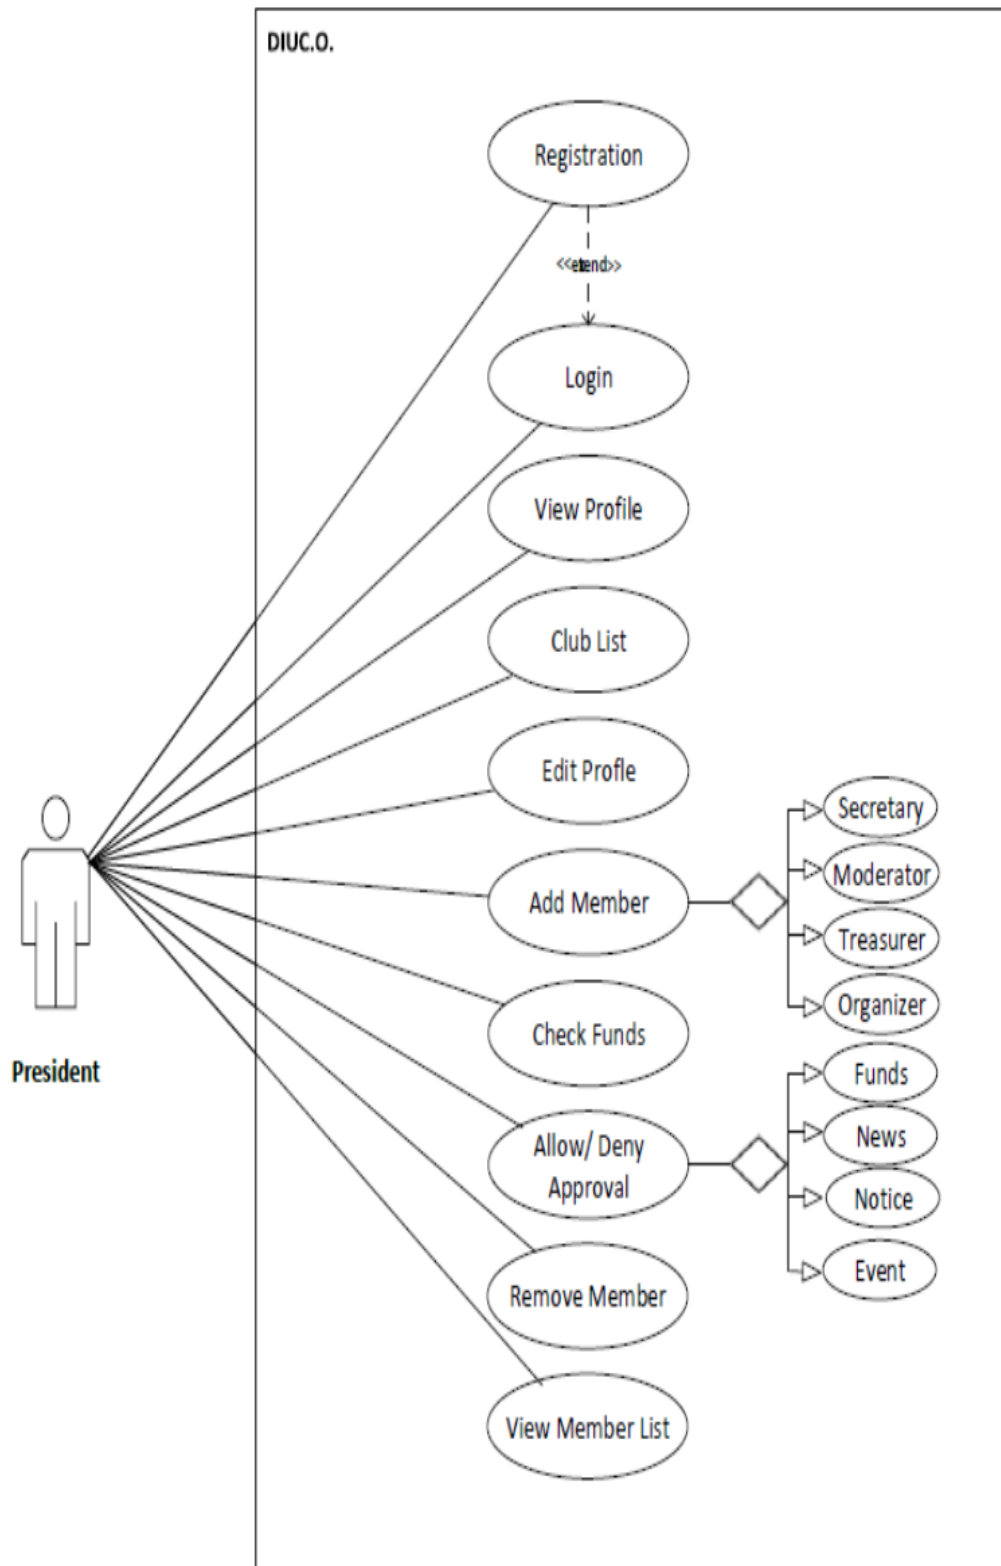 DIUC.O.
Registration
<<extend>>
Login
View Profile
Club List
Edit Profle
Secretary
Moderator
Add Member
Treasurer
Organizer
Check Funds
President
Funds
News
Allow/ Deny
Approval
Notice
Event
Remove Member
View Member List